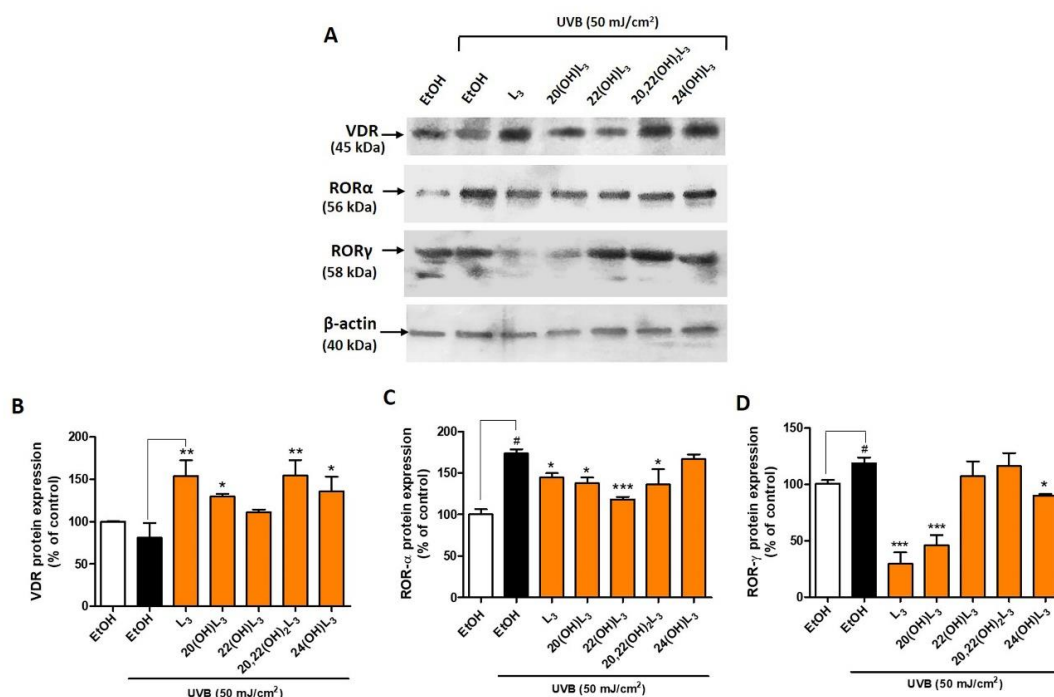 A
UVB (50 mJ/cm²)
EtOH EtOH L₃ 20(OH)L₃ 22(OH)L₃ 20,22(OH)₂L₃ 24(OH)L₃
VDR
(45 kDa)
RORα
(56 kDa)
RORγ
(58 kDa)
β-actin
(40 kDa)
B
VDR protein expression
(% of control)
200
150
100
50
0
** * ** *
EtOH EtOH L₃ 20(OH)L₃ 22(OH)L₃ 20,22(OH)₂L₃ 24(OH)L₃
UVB (50 mJ/cm²)
C
ROR-α protein expression
(% of control)
250
200
150
100
50
0
# * * *** *
EtOH EtOH L₃ 20(OH)L₃ 22(OH)L₃ 20,22(OH)₂L₃ 24(OH)L₃
UVB (50 mJ/cm²)
D
ROR-γ protein expression
(% of control)
150
100
50
0
# *** *** *
EtOH EtOH L₃ 20(OH)L₃ 22(OH)L₃ 20,22(OH)₂L₃ 24(OH)L₃
UVB (50 mJ/cm²)